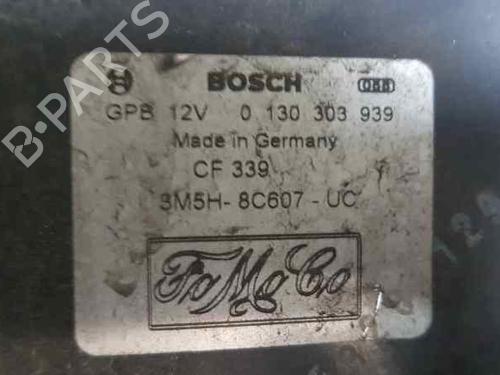 B-PARTS
BOSCH
GPB 12V 0 130 303 939
Made in Germany
CF 339
3M5H- 8C607 - UC
FoMoCo